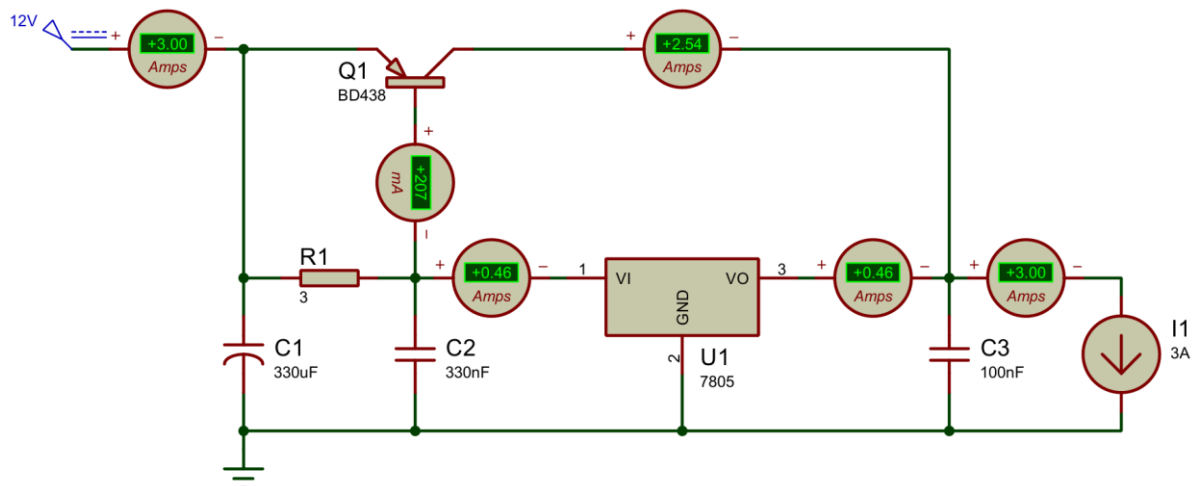 12V
+
+3.00
Amps
−
Q1
BD438
+
+2.54
Amps
−
+
+207
mA
−
R1
3
+
+0.46
Amps
−
1
VI
VO
GND
3
2
U1
7805
+
+0.46
Amps
−
+
+3.00
Amps
−
C1
330uF
C2
330nF
C3
100nF
I1
3A